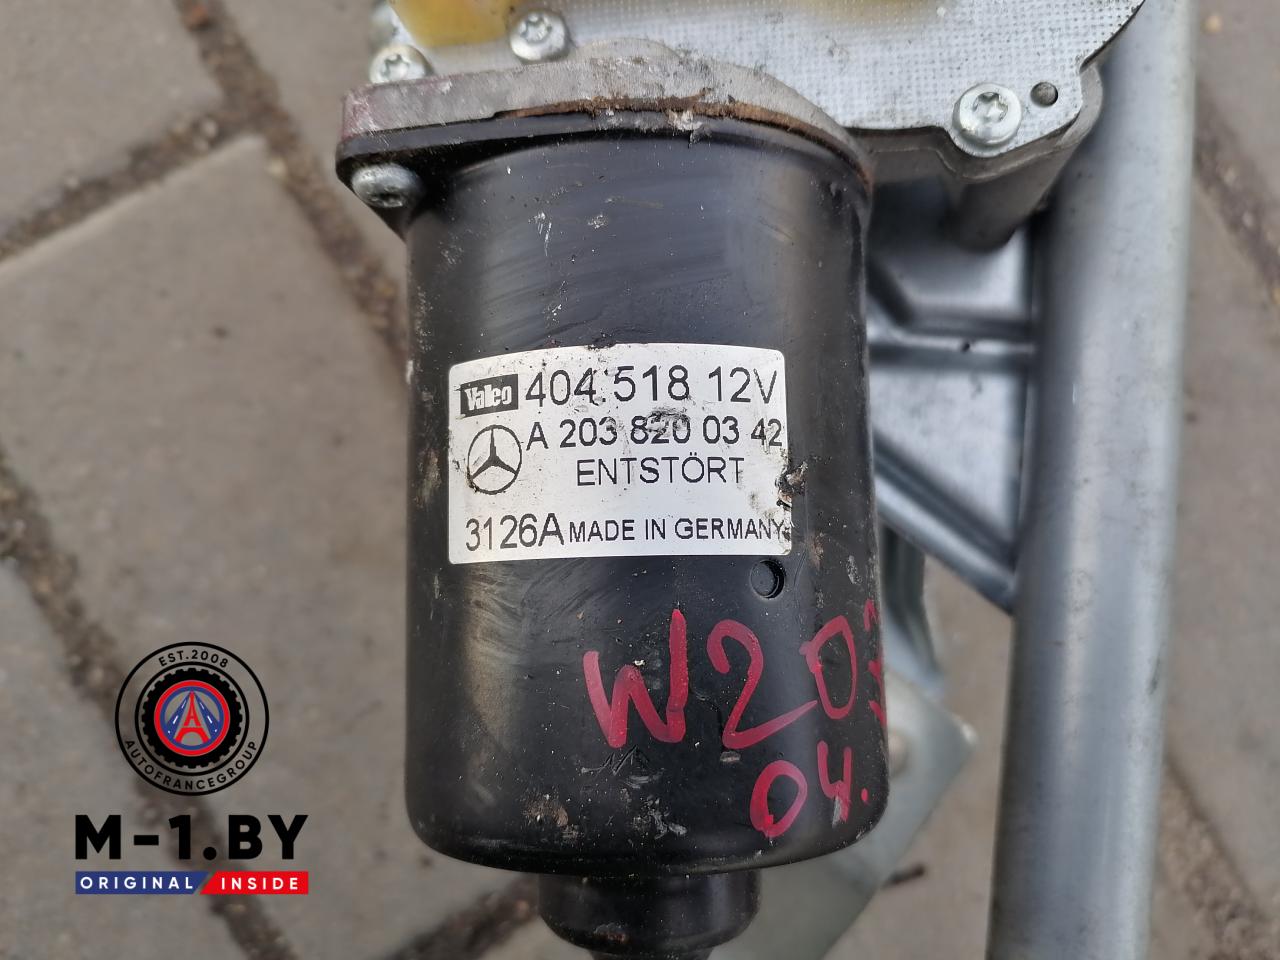 Valeo 404.518 12V
A 203 820 03 42
ENTSTÖRT
3126A MADE IN GERMANY
W203
04.
EST.2008
AUTOFRANCEGROUP
M-1.BY
ORIGINAL INSIDE